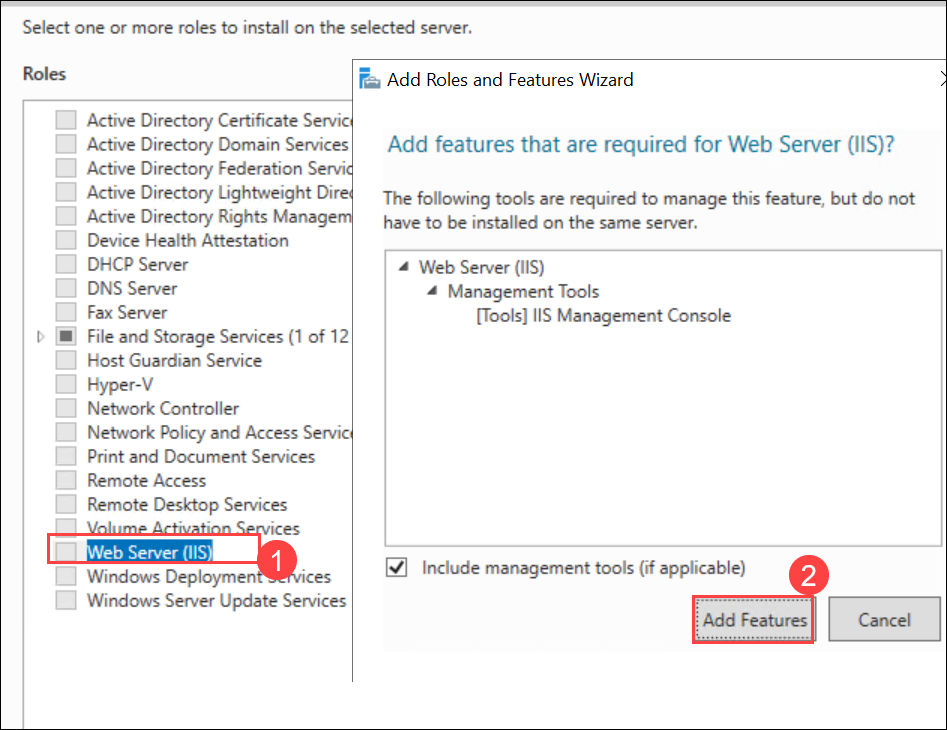 Select one or more roles to install on the selected server.
Roles
Active Directory Certificate Service
Active Directory Domain Services
Active Directory Federation Servic
Active Directory Lightweight Direc
Active Directory Rights Managem
Device Health Attestation
DHCP Server
DNS Server
Fax Server
File and Storage Services (1 of 12
Host Guardian Service
Hyper-V
Network Controller
Network Policy and Access Service
Print and Document Services
Remote Access
Remote Desktop Services
Volume Activation Services
Web Server (IIS)
1
Windows Deployment Services
Windows Server Update Services
Add Roles and Features Wizard
Add features that are required for Web Server (IIS)?
The following tools are required to manage this feature, but do not
have to be installed on the same server.
Web Server (IIS)
Management Tools
[Tools] IIS Management Console
Include management tools (if applicable)
2
Add Features
Cancel